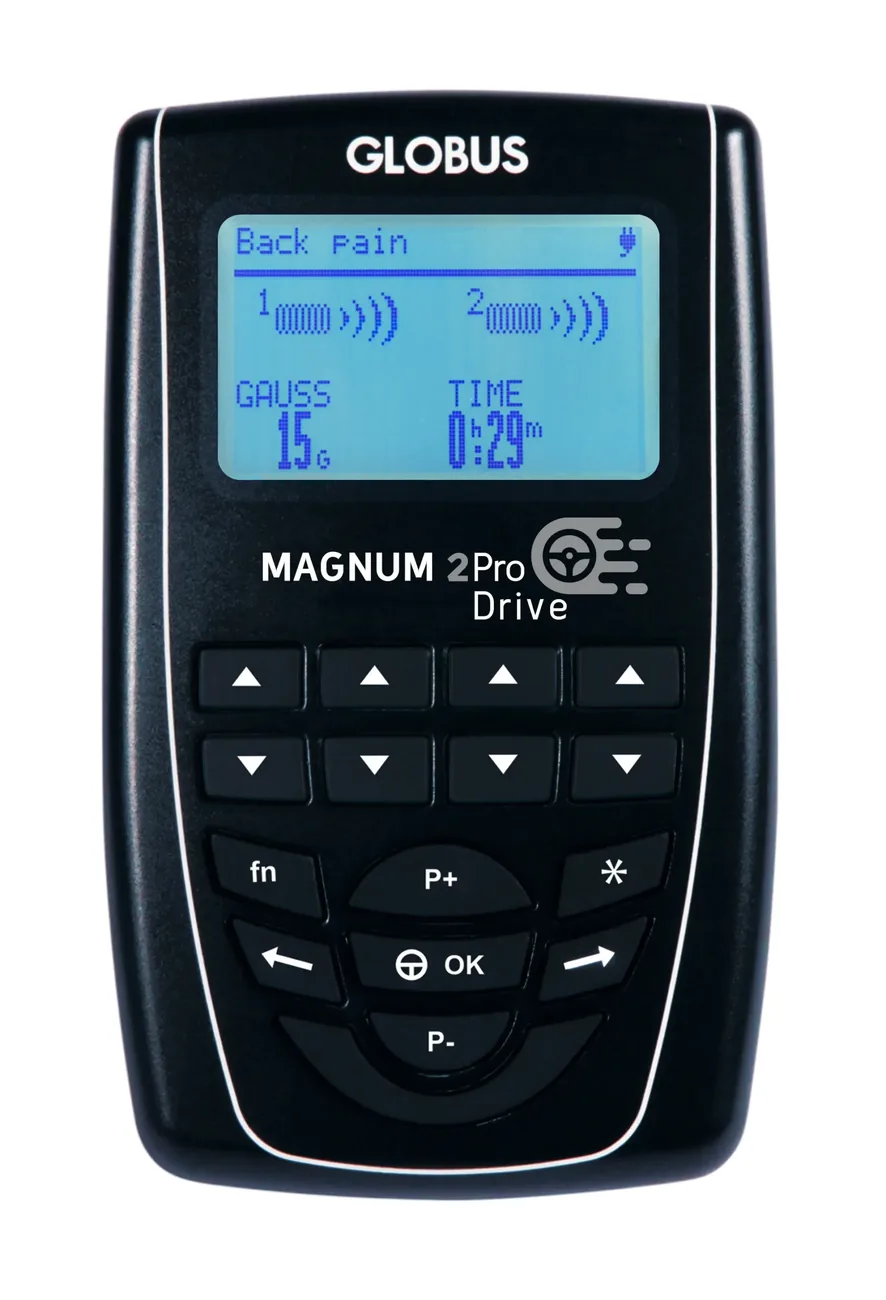 GLOBUS
Back pain
1 2
GAUSS TIME
15G 0h:29m
MAGNUM 2Pro
Drive
fn P+ *
← OK →
P-